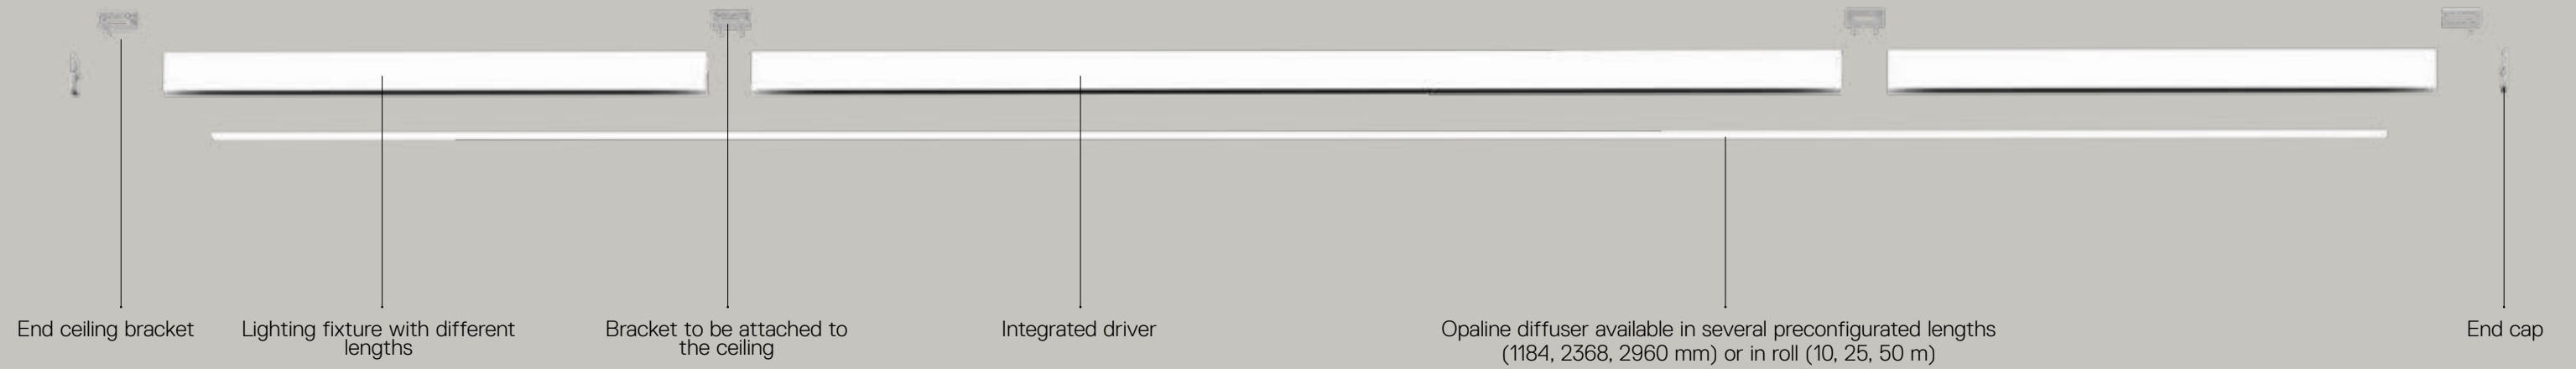 End ceiling bracket
Lighting fixture with different
lengths
Bracket to be attached to
the ceiling
Integrated driver
Opaline diffuser available in several preconfigurated lengths
(1184, 2368, 2960 mm) or in roll (10, 25, 50 m)
End cap